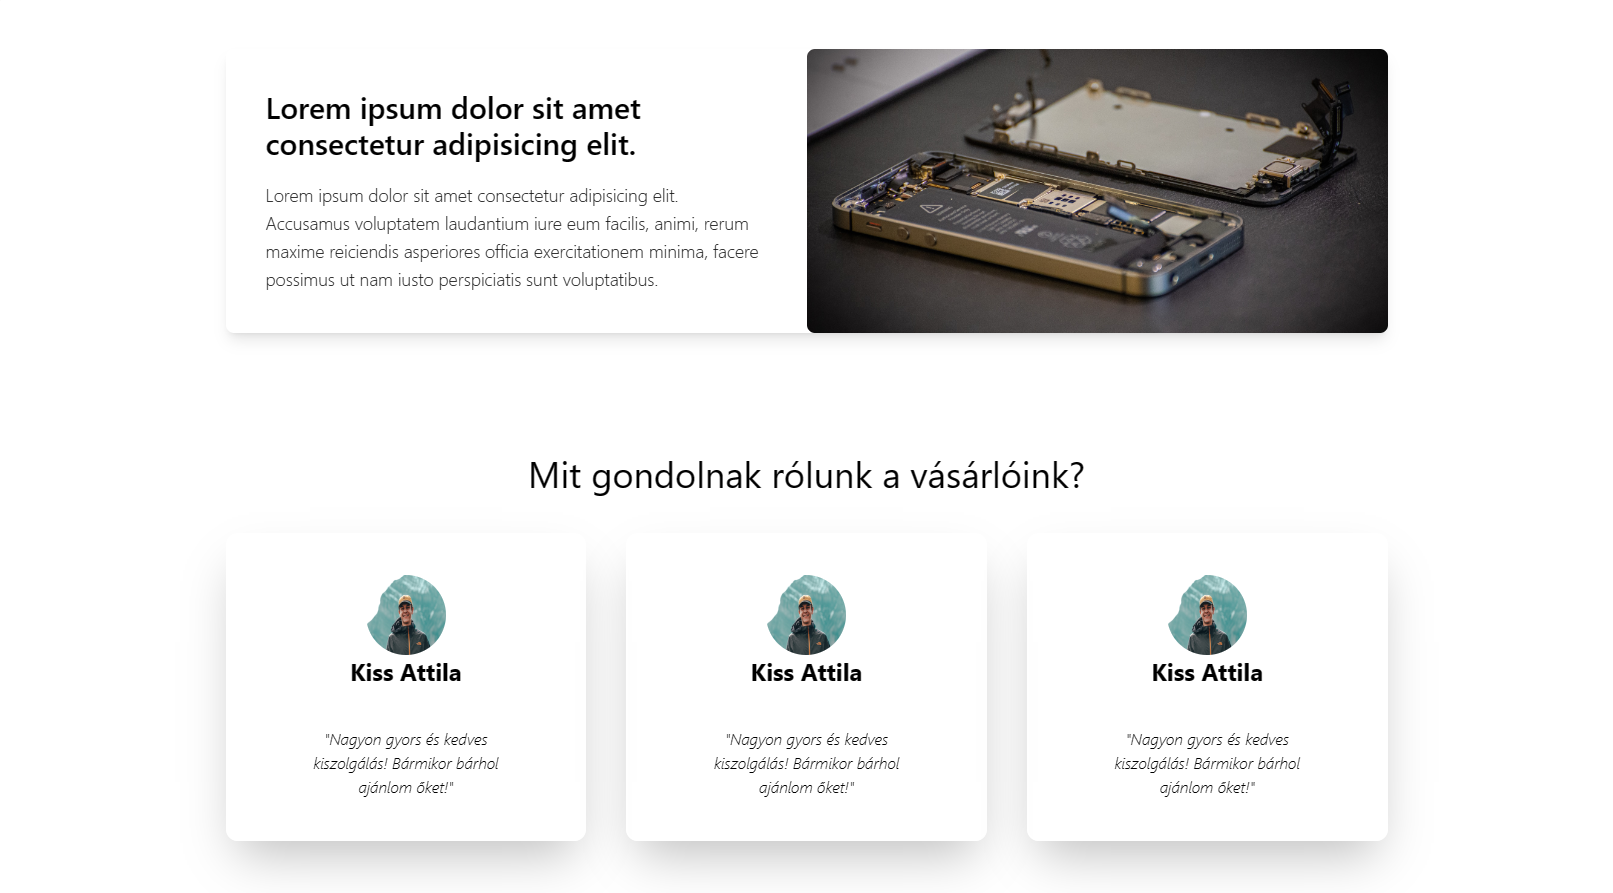 Lorem ipsum dolor sit amet
consectetur adipisicing elit.
Lorem ipsum dolor sit amet consectetur adipisicing elit.
Accusamus voluptatem laudantium iure eum facilis, animi, rerum
maxime reiciendis asperiores officia exercitationem minima, facere
possimus ut nam iusto perspiciatis sunt voluptatibus.
Mit gondolnak rólunk a vásárlóink?
Kiss Attila
"Nagyon gyors és kedves
kiszolgálás! Bármikor bárhol
ajánlom őket!"
Kiss Attila
"Nagyon gyors és kedves
kiszolgálás! Bármikor bárhol
ajánlom őket!"
Kiss Attila
"Nagyon gyors és kedves
kiszolgálás! Bármikor bárhol
ajánlom őket!"